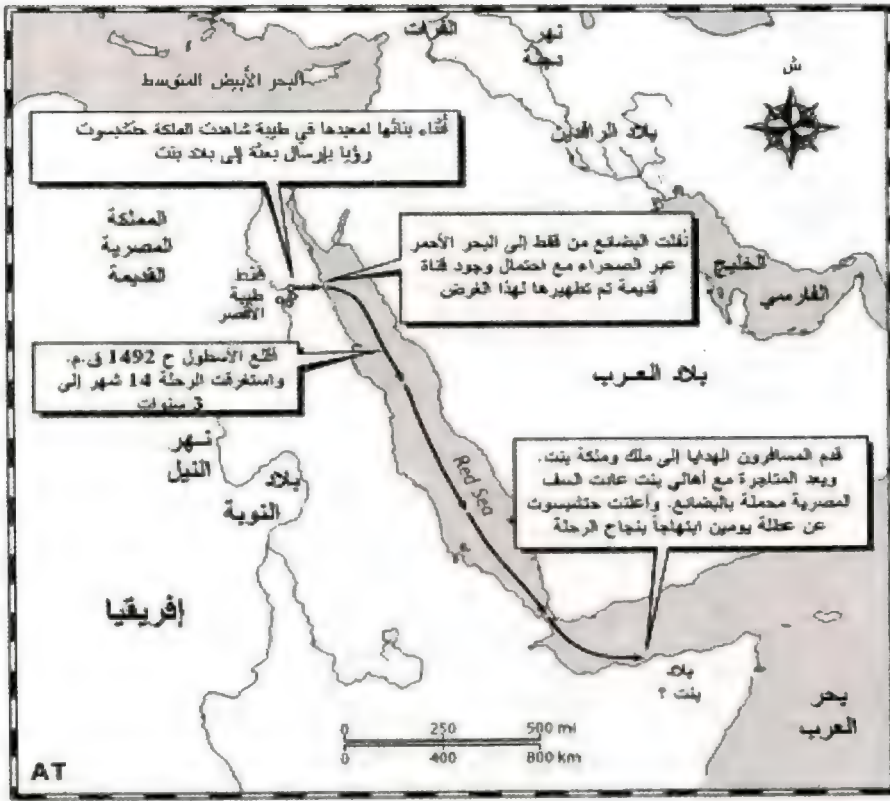 الفرات
نهر
دجلة
البحر الأبيض المتوسط
ش
بلاد الرافدين
أثناء بنائها لمعبدها في طيبة شاهدت الملكة حتشبسوت
رؤيا بإرسال بعثة إلى بلاد بنت
المملكة
المصرية
القديمة
نقلت البضائع من قفط إلى البحر الأحمر
عبر الصحراء مع احتمال وجود قناة
قديمة تم تطهيرها لهذا الغرض
الخليج
الفارسي
قفط
طيبة
الأقصر
أقلع الأسطول ح 1492 ق.م.
واستغرقت الرحلة 14 شهر إلى
3 سنوات
بلاد العرب
نهر
النيل
بلاد
النوبة
Red Sea
قدم المسافرون الهدايا إلى ملك وملكة بنت.
وبعد المتاجرة مع أهالي بنت عادت السف
المصرية محملة بالبضائع. وأعلنت حتشبسوت
عن عطلة يومين ابتهاجاً بنجاح الرحلة
إفريقيا
بلاد
بنت ؟
بحر
العرب
0 250 500 mi
0 400 800 km
AT